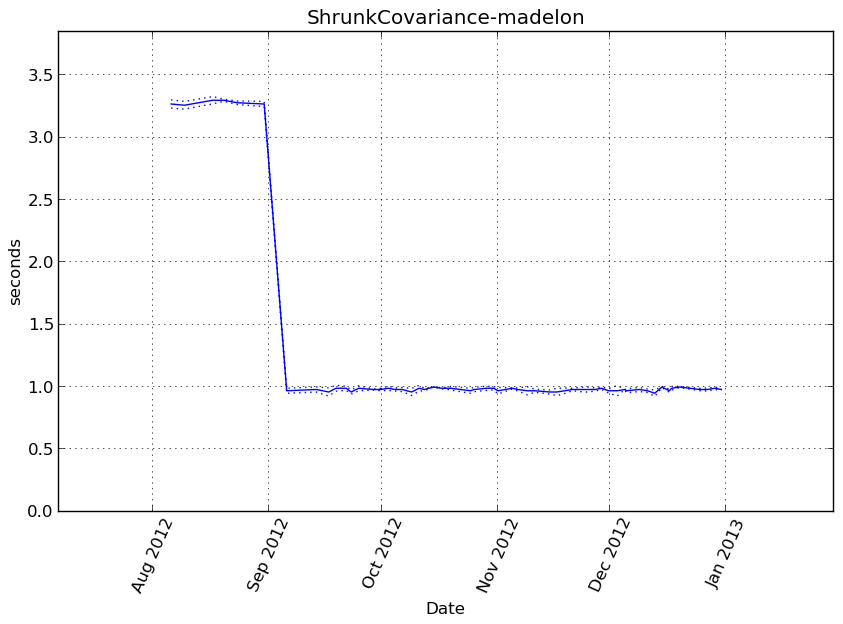 ShrunkCovariance-madelon
3.5
3.0
2.5
2.0
1.5
1.0
0.5
0.0
seconds
Aug 2012
Sep 2012
Oct 2012
Nov 2012
Dec 2012
Jan 2013
Date